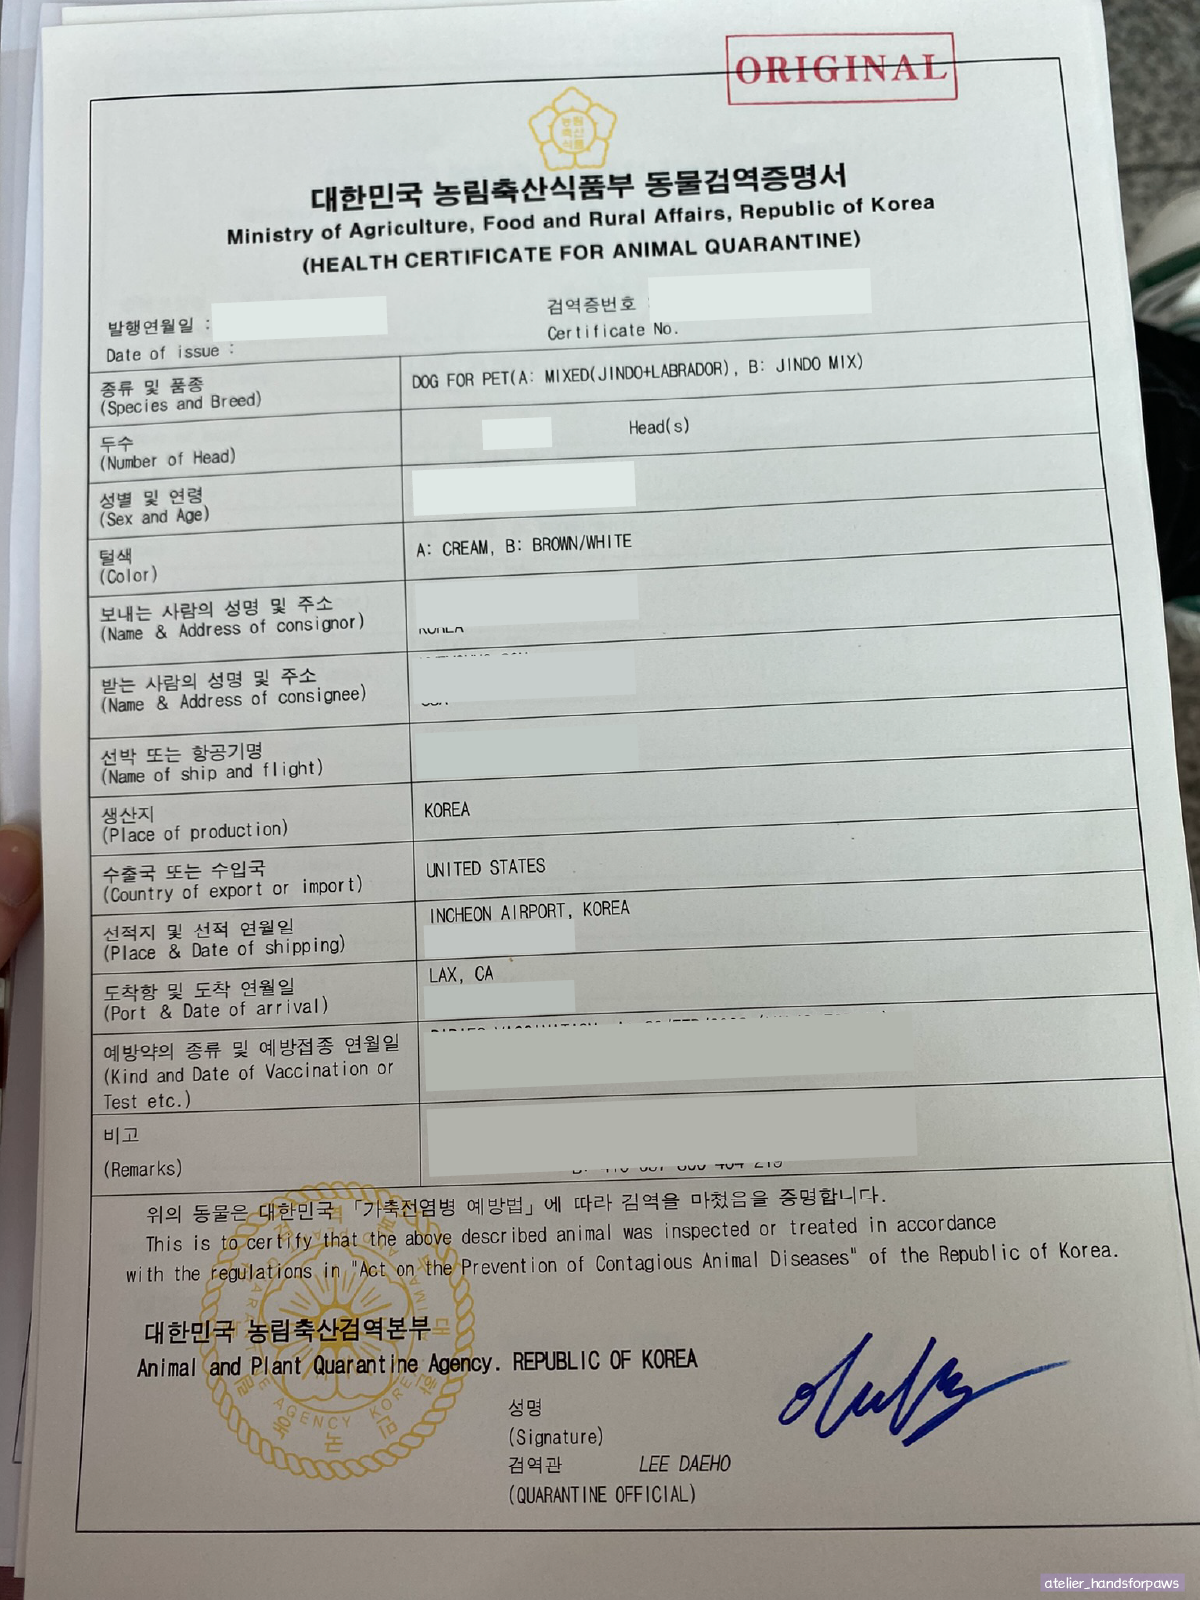 ORIGINAL
농림
축산
식품
대한민국 농림축산식품부 동물검역증명서
Ministry of Agriculture, Food and Rural Affairs, Republic of Korea
(HEALTH CERTIFICATE FOR ANIMAL QUARANTINE)
발행연월일 :
Date of issue :
검역증번호 :
Certificate No.
종류 및 품종
(Species and Breed)
DOG FOR PET(A: MIXED(JINDO+LABRADOR), B: JINDO MIX)
두수
(Number of Head)
Head(s)
성별 및 연령
(Sex and Age)
털색
(Color)
A: CREAM, B: BROWN/WHITE
보내는 사람의 성명 및 주소
(Name & Address of consignor)
KOREA
받는 사람의 성명 및 주소
(Name & Address of consignee)
선박 또는 항공기명
(Name of ship and flight)
생산지
(Place of production)
KOREA
수출국 또는 수입국
(Country of export or import)
UNITED STATES
선적지 및 선적 연월일
(Place & Date of shipping)
INCHEON AIRPORT, KOREA
도착항 및 도착 연월일
(Port & Date of arrival)
LAX, CA
예방약의 종류 및 예방접종 연월일
(Kind and Date of Vaccination or
Test etc.)
비고
(Remarks)
위의 동물은 대한민국 「가축전염병 예방법」에 따라 검역을 마쳤음을 증명합니다.
This is to certify that the above described animal was inspected or treated in accordance
with the regulations in "Act on the Prevention of Contagious Animal Diseases" of the Republic of Korea.
대한민국 농림축산검역본부
Animal and Plant Quarantine Agency. REPUBLIC OF KOREA
성명
(Signature)
검역관 LEE DAEHO
(QUARANTINE OFFICIAL)
atelier_handsforpaws